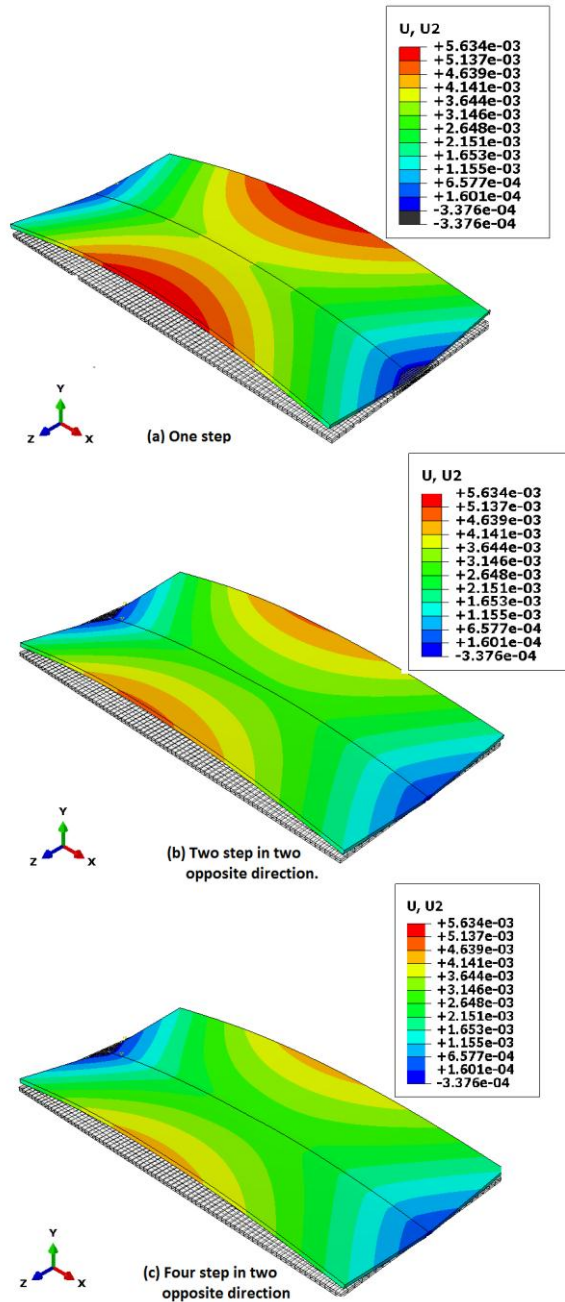 U, U2
+5.634e-03
+5.137e-03
+4.639e-03
+4.141e-03
+3.644e-03
+3.146e-03
+2.648e-03
+2.151e-03
+1.653e-03
+1.155e-03
+6.577e-04
+1.601e-04
-3.376e-04
-3.376e-04
Y
Z
X
(a) One step
U, U2
+5.634e-03
+5.137e-03
+4.639e-03
+4.141e-03
+3.644e-03
+3.146e-03
+2.648e-03
+2.151e-03
+1.653e-03
+1.155e-03
+6.577e-04
+1.601e-04
-3.376e-04
Y
Z
X
(b) Two step in two
opposite direction.
U, U2
+5.634e-03
+5.137e-03
+4.639e-03
+4.141e-03
+3.644e-03
+3.146e-03
+2.648e-03
+2.151e-03
+1.653e-03
+1.155e-03
+6.577e-04
+1.601e-04
-3.376e-04
Y
Z
X
(c) Four step in two
opposite direction